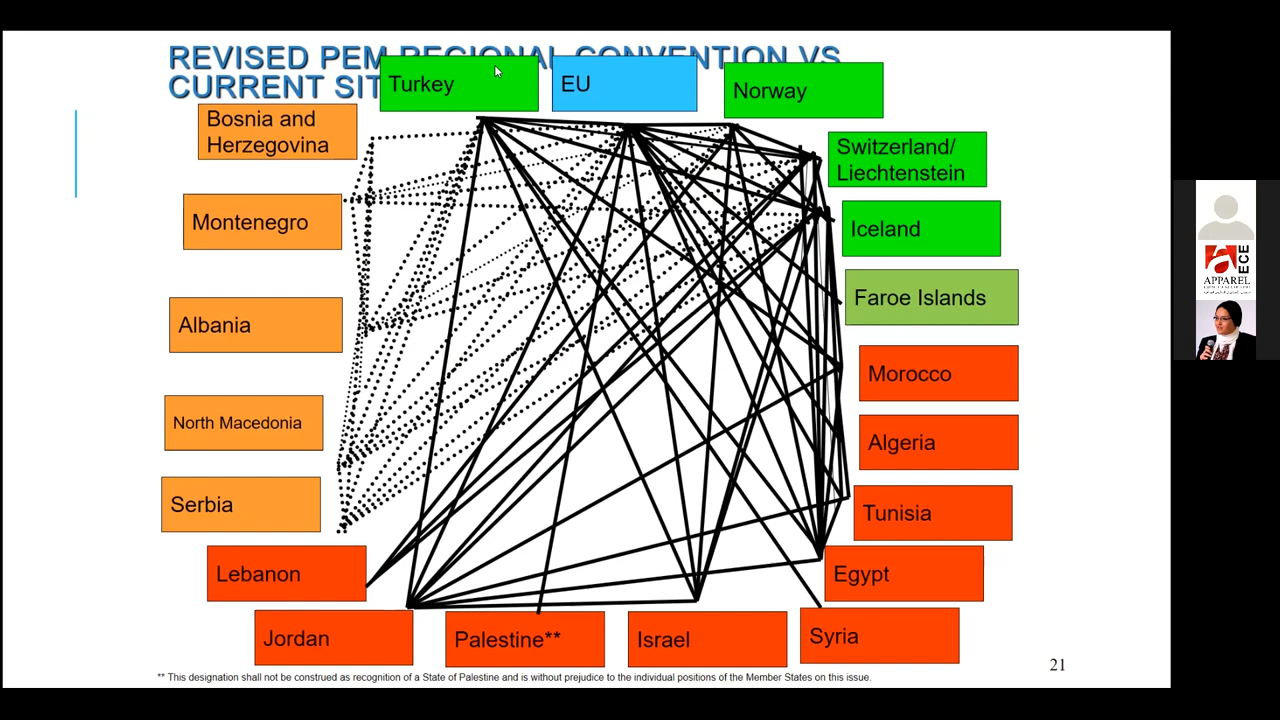 REVISED PEM REGIONAL CONVENTION VS
CURRENT SIT
Turkey
EU
Norway
Bosnia and
Herzegovina
Switzerland/
Liechtenstein
Montenegro
Iceland
Faroe Islands
Albania
Morocco
North Macedonia
Algeria
Serbia
Tunisia
Lebanon
Egypt
Jordan
Palestine**
Israel
Syria
21
** This designation shall not be construed as recognition of a State of Palestine and is without prejudice to the individual positions of the Member States on this issue.
APPAREL
ECE